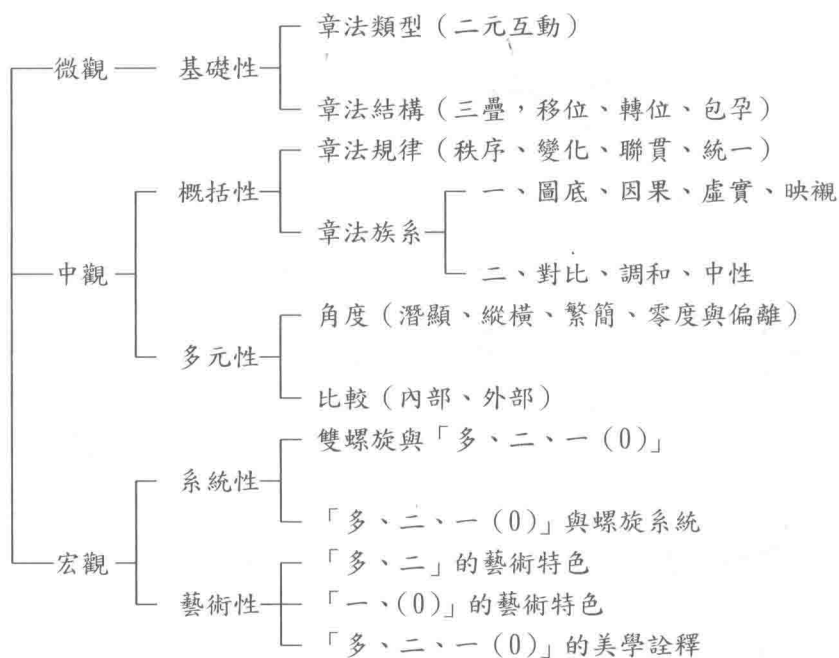 章法類型（二元互動）
微觀 基礎性
章法結構（三疊，移位、轉位、包孕）
章法規律（秩序、變化、聯貫、統一）
概括性
一、圖底、因果、虛實、映襯
章法族系
二、對比、調和、中性
中觀
角度（潛顯、縱橫、繁簡、零度與偏離）
多元性
比較（內部、外部）
雙螺旋與「多、二、一（0）」
系統性
「多、二、一（0）」與螺旋系統
宏觀
「多、二」的藝術特色
藝術性 「一、（0）」的藝術特色
「多、二、一（0）」的美學詮釋